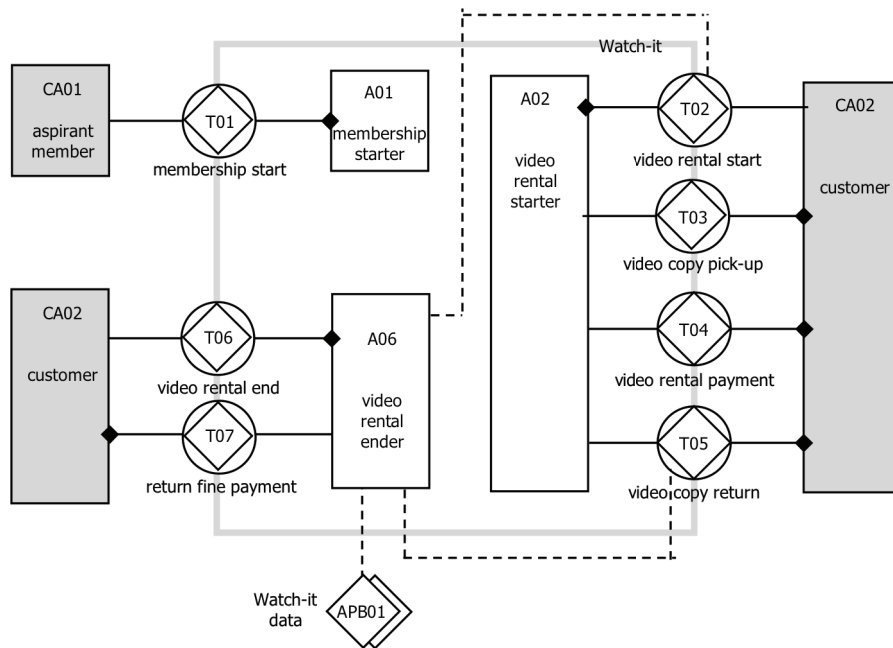 Watch-it
CA01
aspirant
member
T01
membership start
A01
membership
starter
A02
video
rental
starter
T02
video rental start
CA02
customer
T03
video copy pick-up
T04
video rental payment
T05
video copy return
CA02
customer
T06
video rental end
T07
return fine payment
A06
video
rental
ender
Watch-it
data
APB01